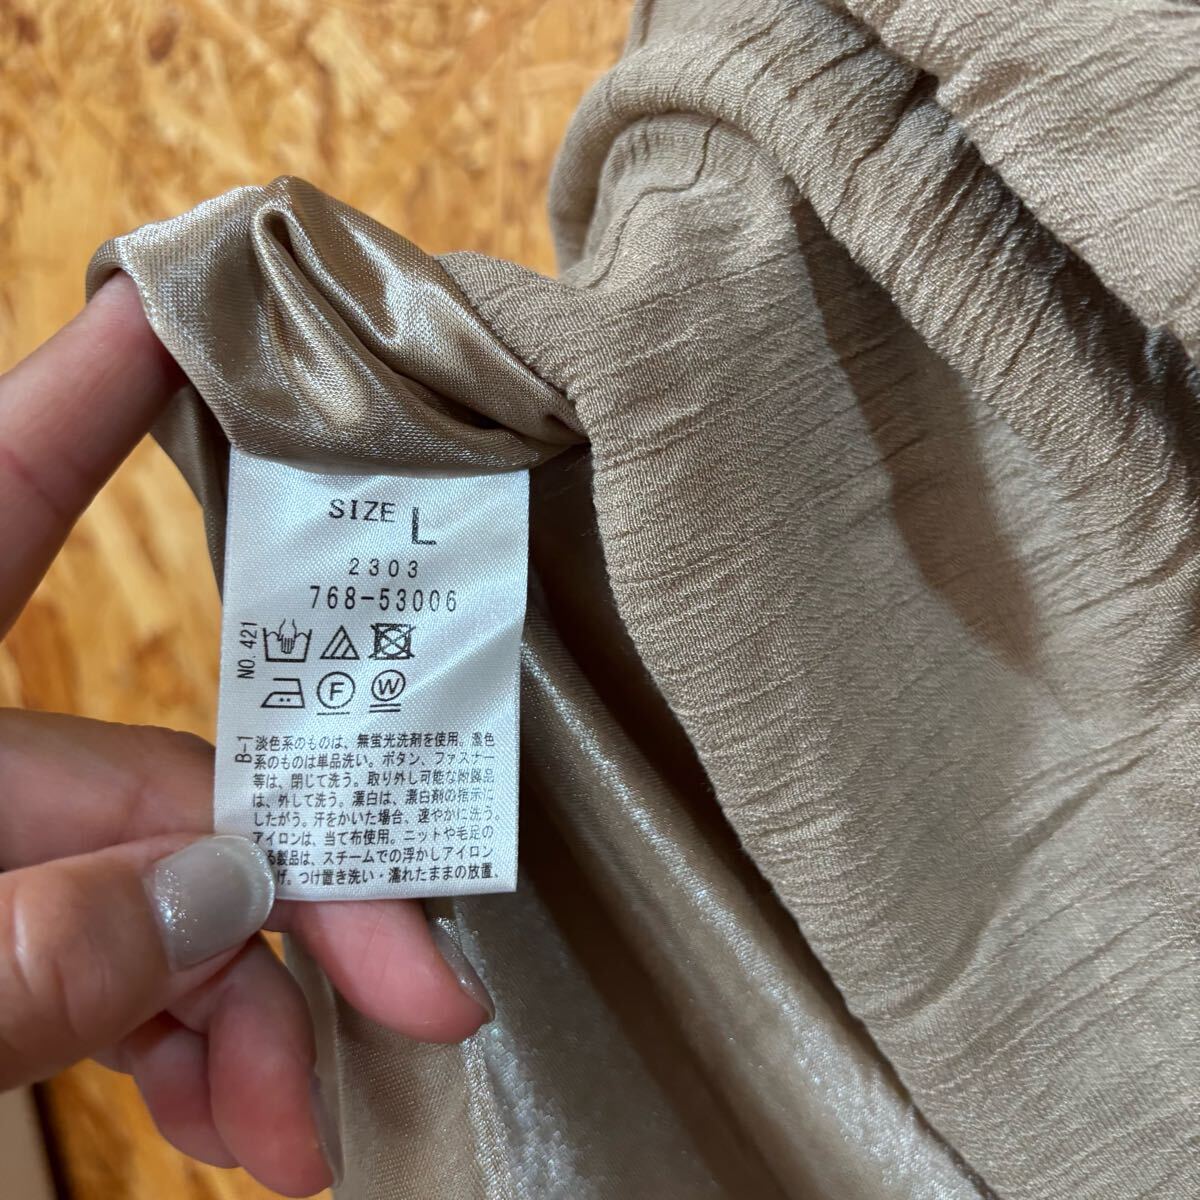 SIZE L
2303
768-53006
NO. 421
F W
B-1
淡色系のものは、無蛍光洗剤を使用。濃色
系のものは単品洗い。ボタン、ファスナー
等は、閉じて洗う。取り外し可能な附属品
は、外して洗う。漂白は、漂白剤の指示に
したがう。汗をかいた場合、速やかに洗う。
アイロンは、当て布使用。ニットや毛足の
る製品は、スチームでの浮かしアイロン
げ。つけ置き洗い・濡れたままの放置、